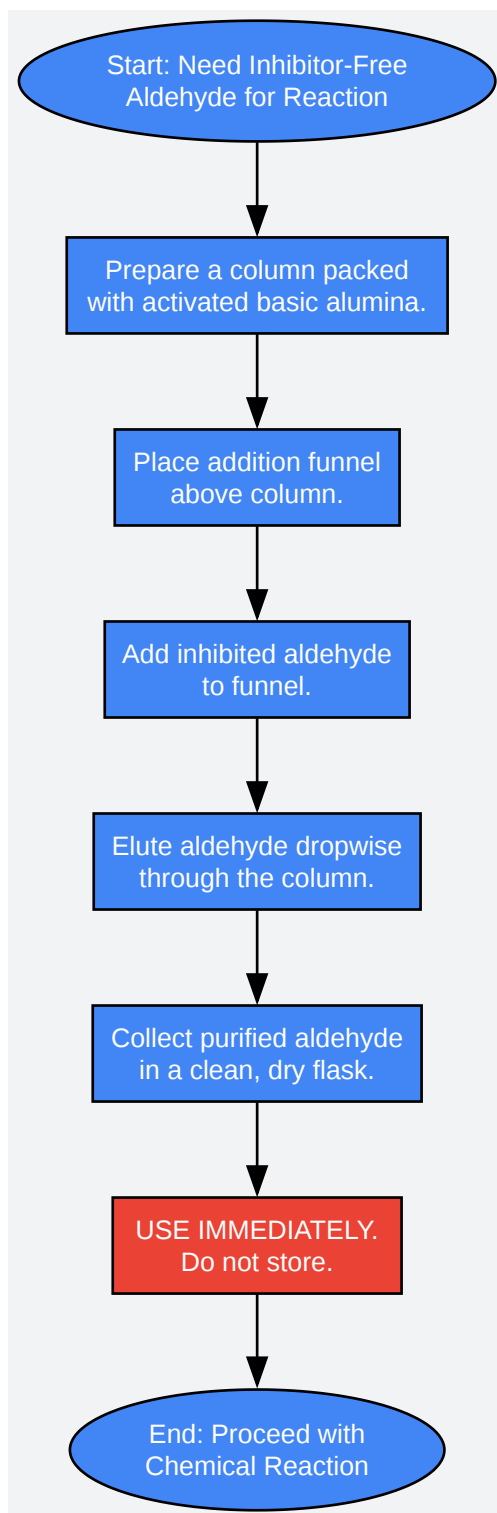 Start: Need Inhibitor-Free
Aldehyde for Reaction
Prepare a column packed
with activated basic alumina.
Place addition funnel
above column.
Add inhibited aldehyde
to funnel.
Elute aldehyde dropwise
through the column.
Collect purified aldehyde
in a clean, dry flask.
USE IMMEDIATELY.
Do not store.
End: Proceed with
Chemical Reaction